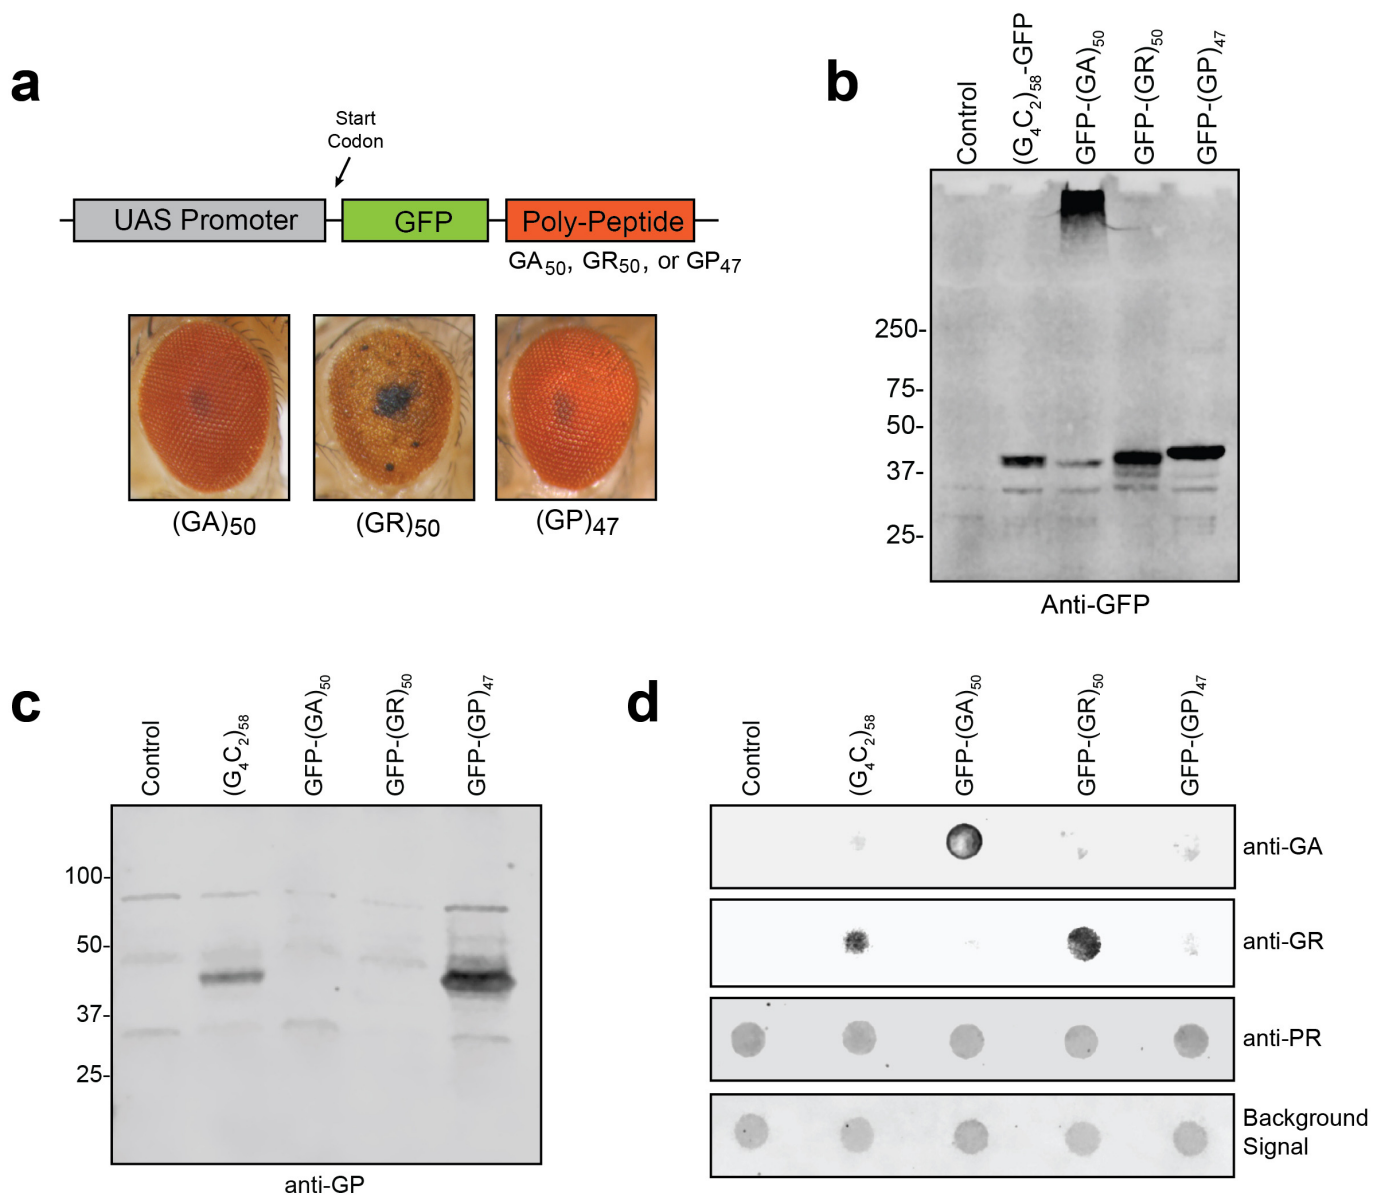 a
Start
Codon
UAS Promoter
GFP
Poly-Peptide
GA50, GR50, or GP47
(GA)50
(GR)50
(GP)47
b
Control
(G4C2)58-GFP
GFP-(GA)50
GFP-(GR)50
GFP-(GP)47
250-
75-
50-
37-
25-
Anti-GFP
c
Control
(G4C2)58
GFP-(GA)50
GFP-(GR)50
GFP-(GP)47
100-
50-
37-
25-
anti-GP
d
Control
(G4C2)58
GFP-(GA)50
GFP-(GR)50
GFP-(GP)47
anti-GA
anti-GR
anti-PR
Background
Signal